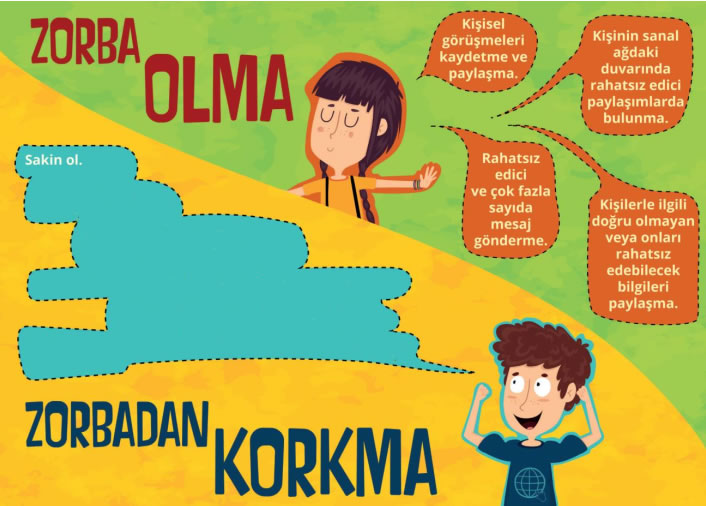 ZORBA
OLMA
Kişisel
görüşmeleri
kaydetme ve
paylaşma.
Kişinin sanal
ağdaki
duvarında
rahatsız edici
paylaşımlarda
bulunma.
Rahatsız
edici
ve çok fazla
sayıda
mesaj
gönderme.
Kişilerle ilgili
doğru olmayan
veya onları
rahatsız
edebilecek
bilgileri
paylaşma.
Sakin ol.
ZORBADAN
KORKMA